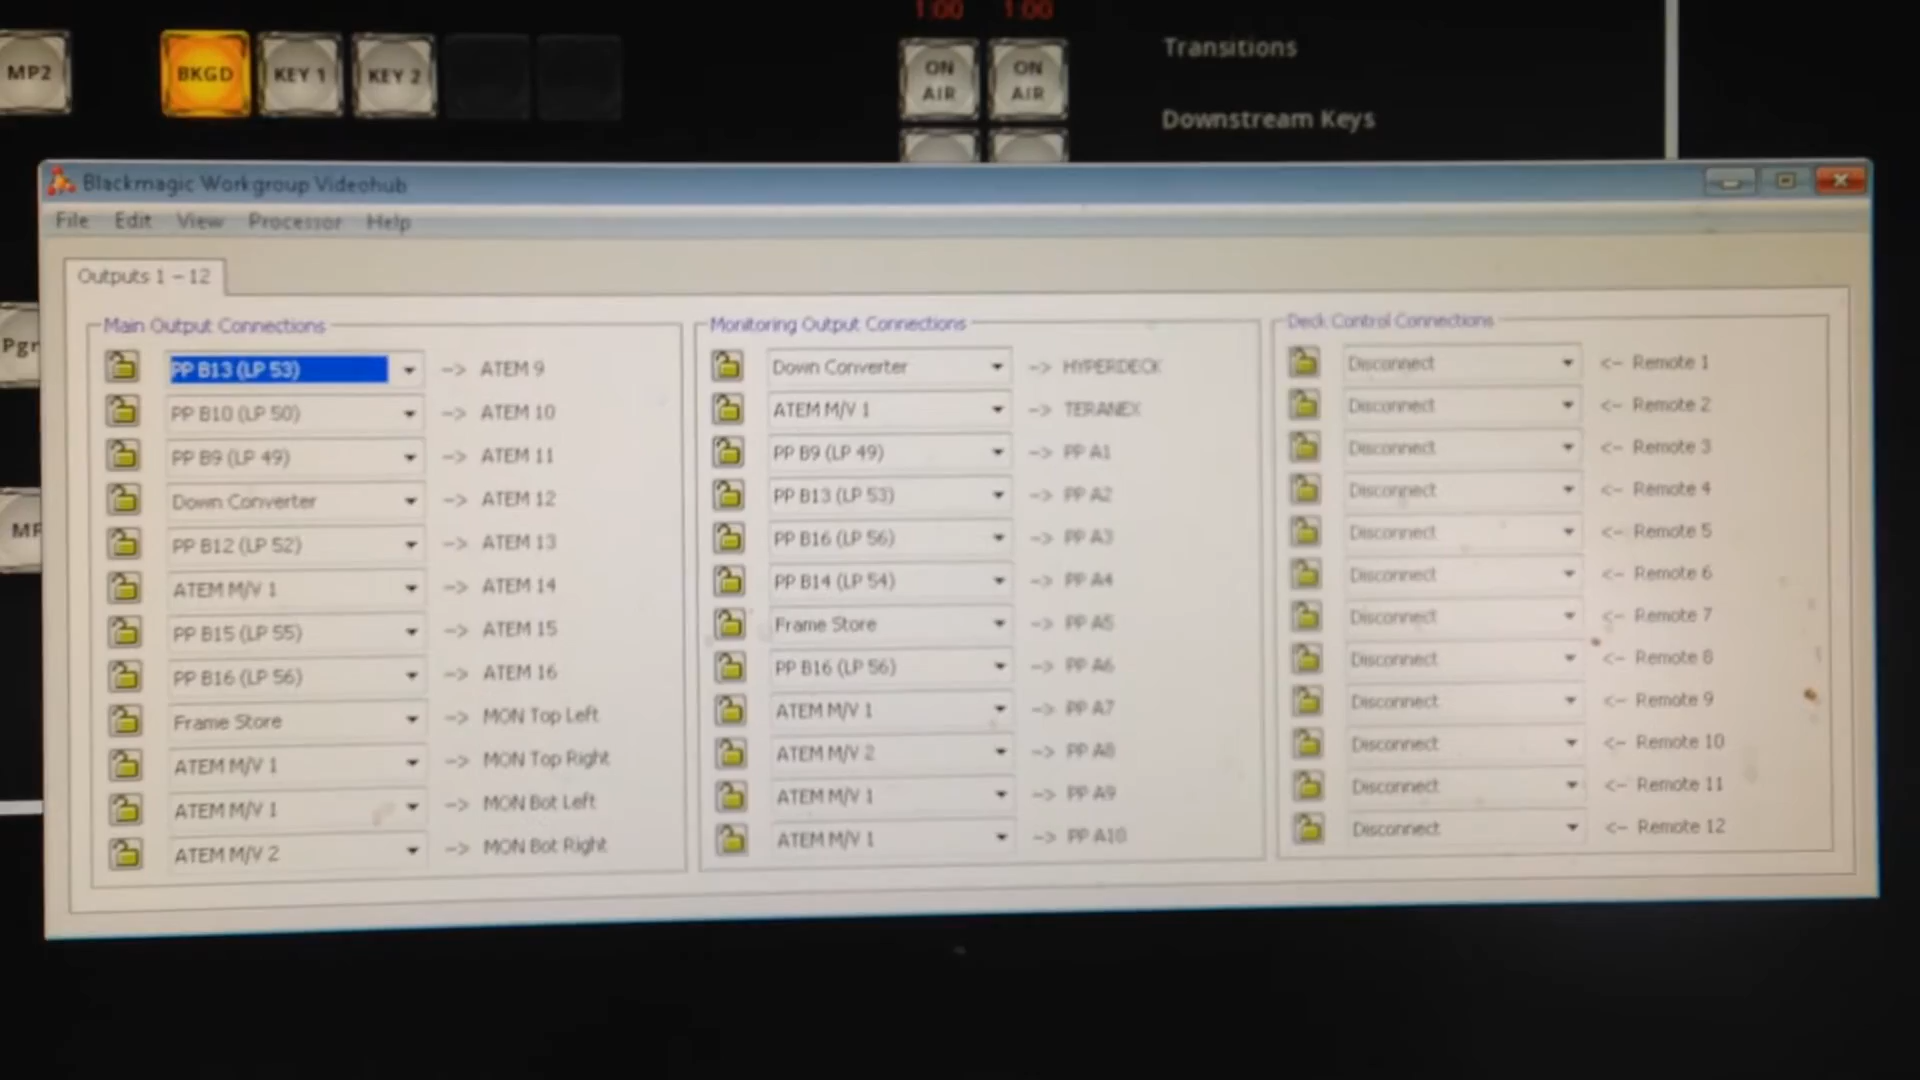 1:00 1:00
MP2 BKGD KEY 1 KEY 2 ON AIR ON AIR
Transitions
Downstream Keys
Blackmagic Workgroup Videohub
File Edit View Processor Help
Outputs 1 - 12
Pgr
MP
Main Output Connections
PP B13 (LP 53) -> ATEM 9
PP B10 (LP 50) -> ATEM 10
PP B9 (LP 49) -> ATEM 11
Down Converter -> ATEM 12
PP B12 (LP 52) -> ATEM 13
ATEM M/V 1 -> ATEM 14
PP B15 (LP 55) -> ATEM 15
PP B16 (LP 56) -> ATEM 16
Frame Store -> MON Top Left
ATEM M/V 1 -> MON Top Right
ATEM M/V 1 -> MON Bot Left
ATEM M/V 2 -> MON Bot Right
Monitoring Output Connections
Down Converter -> HYPERDECK
ATEM M/V 1 -> TERANEX
PP B9 (LP 49) -> PP A1
PP B13 (LP 53) -> PP A2
PP B16 (LP 56) -> PP A3
PP B14 (LP 54) -> PP A4
Frame Store -> PP A5
PP B16 (LP 56) -> PP A6
ATEM M/V 1 -> PP A7
ATEM M/V 2 -> PP A8
ATEM M/V 1 -> PP A9
ATEM M/V 1 -> PP A10
Deck Control Connections
Disconnect <- Remote 1
Disconnect <- Remote 2
Disconnect <- Remote 3
Disconnect <- Remote 4
Disconnect <- Remote 5
Disconnect <- Remote 6
Disconnect <- Remote 7
Disconnect <- Remote 8
Disconnect <- Remote 9
Disconnect <- Remote 10
Disconnect <- Remote 11
Disconnect <- Remote 12